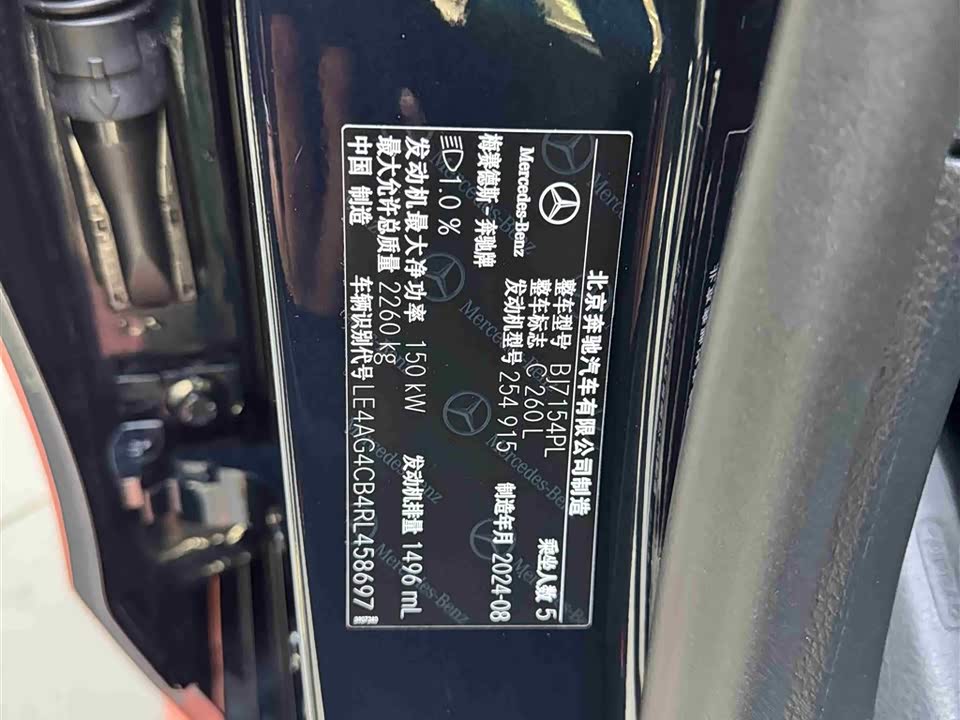 北京奔驰汽车有限公司制造
Mercedes-Benz 整车型号 BJ7154PL 乘坐人数 5
整车标志 C 260 L
梅赛德斯-奔驰牌 发动机型号 254 915 制造年月 2024-08
1.0 %
发动机最大净功率 150 kW 发动机排量 1496 mL
最大允许总质量 2260 kg
中国 制造 车辆识别代号 LE4AG4CB4RL458697